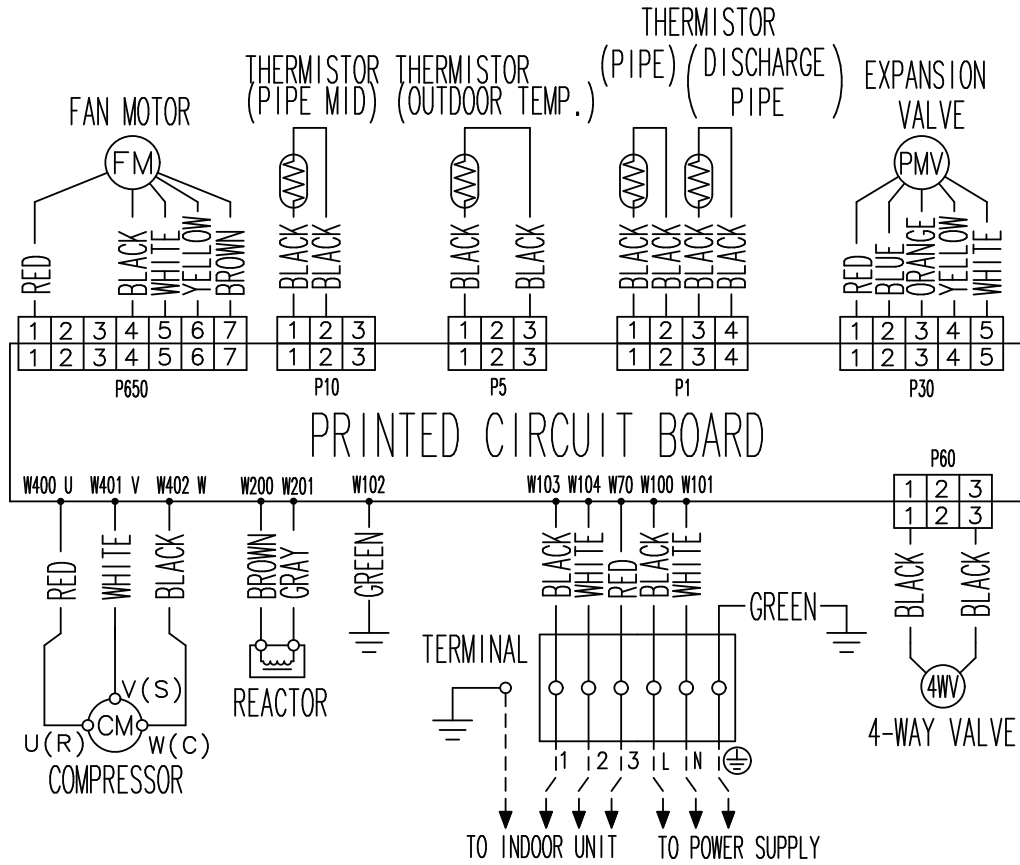 THERMISTOR
(PIPE) (DISCHARGE PIPE)
THERMISTOR
(PIPE MID)
THERMISTOR
(OUTDOOR TEMP.)
EXPANSION
VALVE
FAN MOTOR
FM
PMV
RED
BLACK
WHITE
YELLOW
BROWN
BLACK
BLACK
BLACK
BLACK
BLACK
BLACK
BLACK
BLACK
RED
BLUE
ORANGE
YELLOW
WHITE
1 2 3 4 5 6 7
1 2 3
1 2 3
1 2 3 4
1 2 3 4 5
1 2 3 4 5 6 7
1 2 3
1 2 3
1 2 3 4
1 2 3 4 5
P650
P10
P5
P1
P30
PRINTED CIRCUIT BOARD
P60
W400 U
W401 V
W402 W
W200
W201
W102
W103
W104
W70
W100
W101
1 2 3
1 2 3
RED
WHITE
BLACK
BROWN
GRAY
GREEN
BLACK
WHITE
RED
BLACK
WHITE
BLACK
BLACK
GREEN
TERMINAL
REACTOR
V(S)
CM
U(R)
W(C)
COMPRESSOR
4WV
4-WAY VALVE
1 2 3 L N
TO INDOOR UNIT
TO POWER SUPPLY